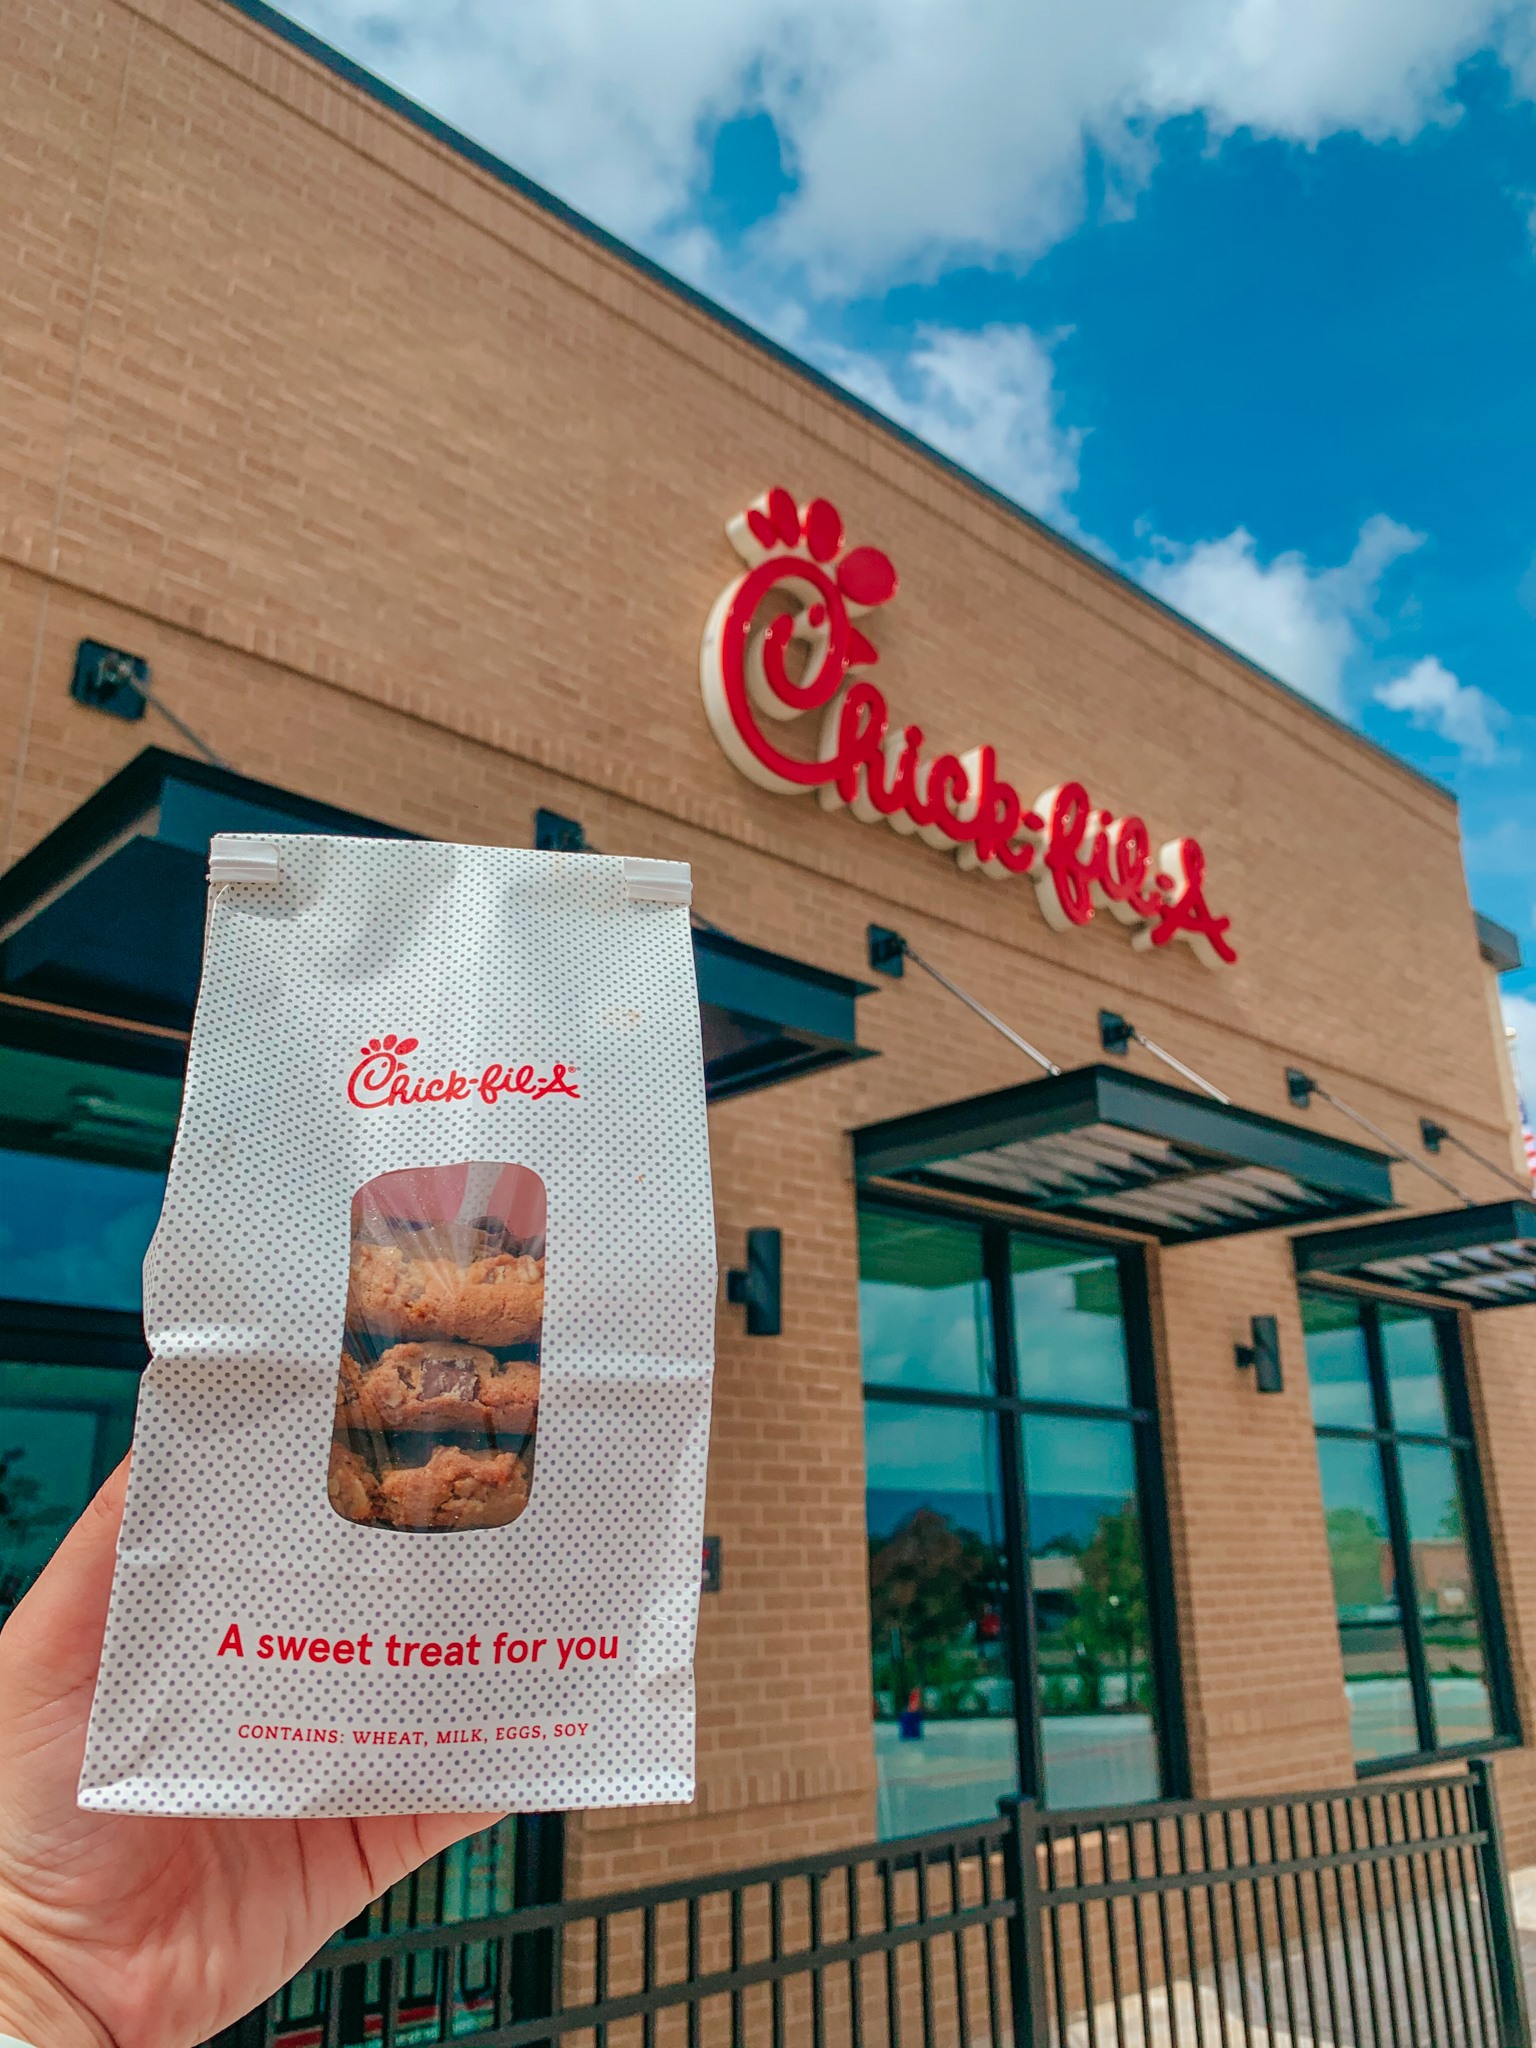 Chick-fil-A
Chick-fil-A®
A sweet treat for you
CONTAINS: WHEAT, MILK, EGGS, SOY